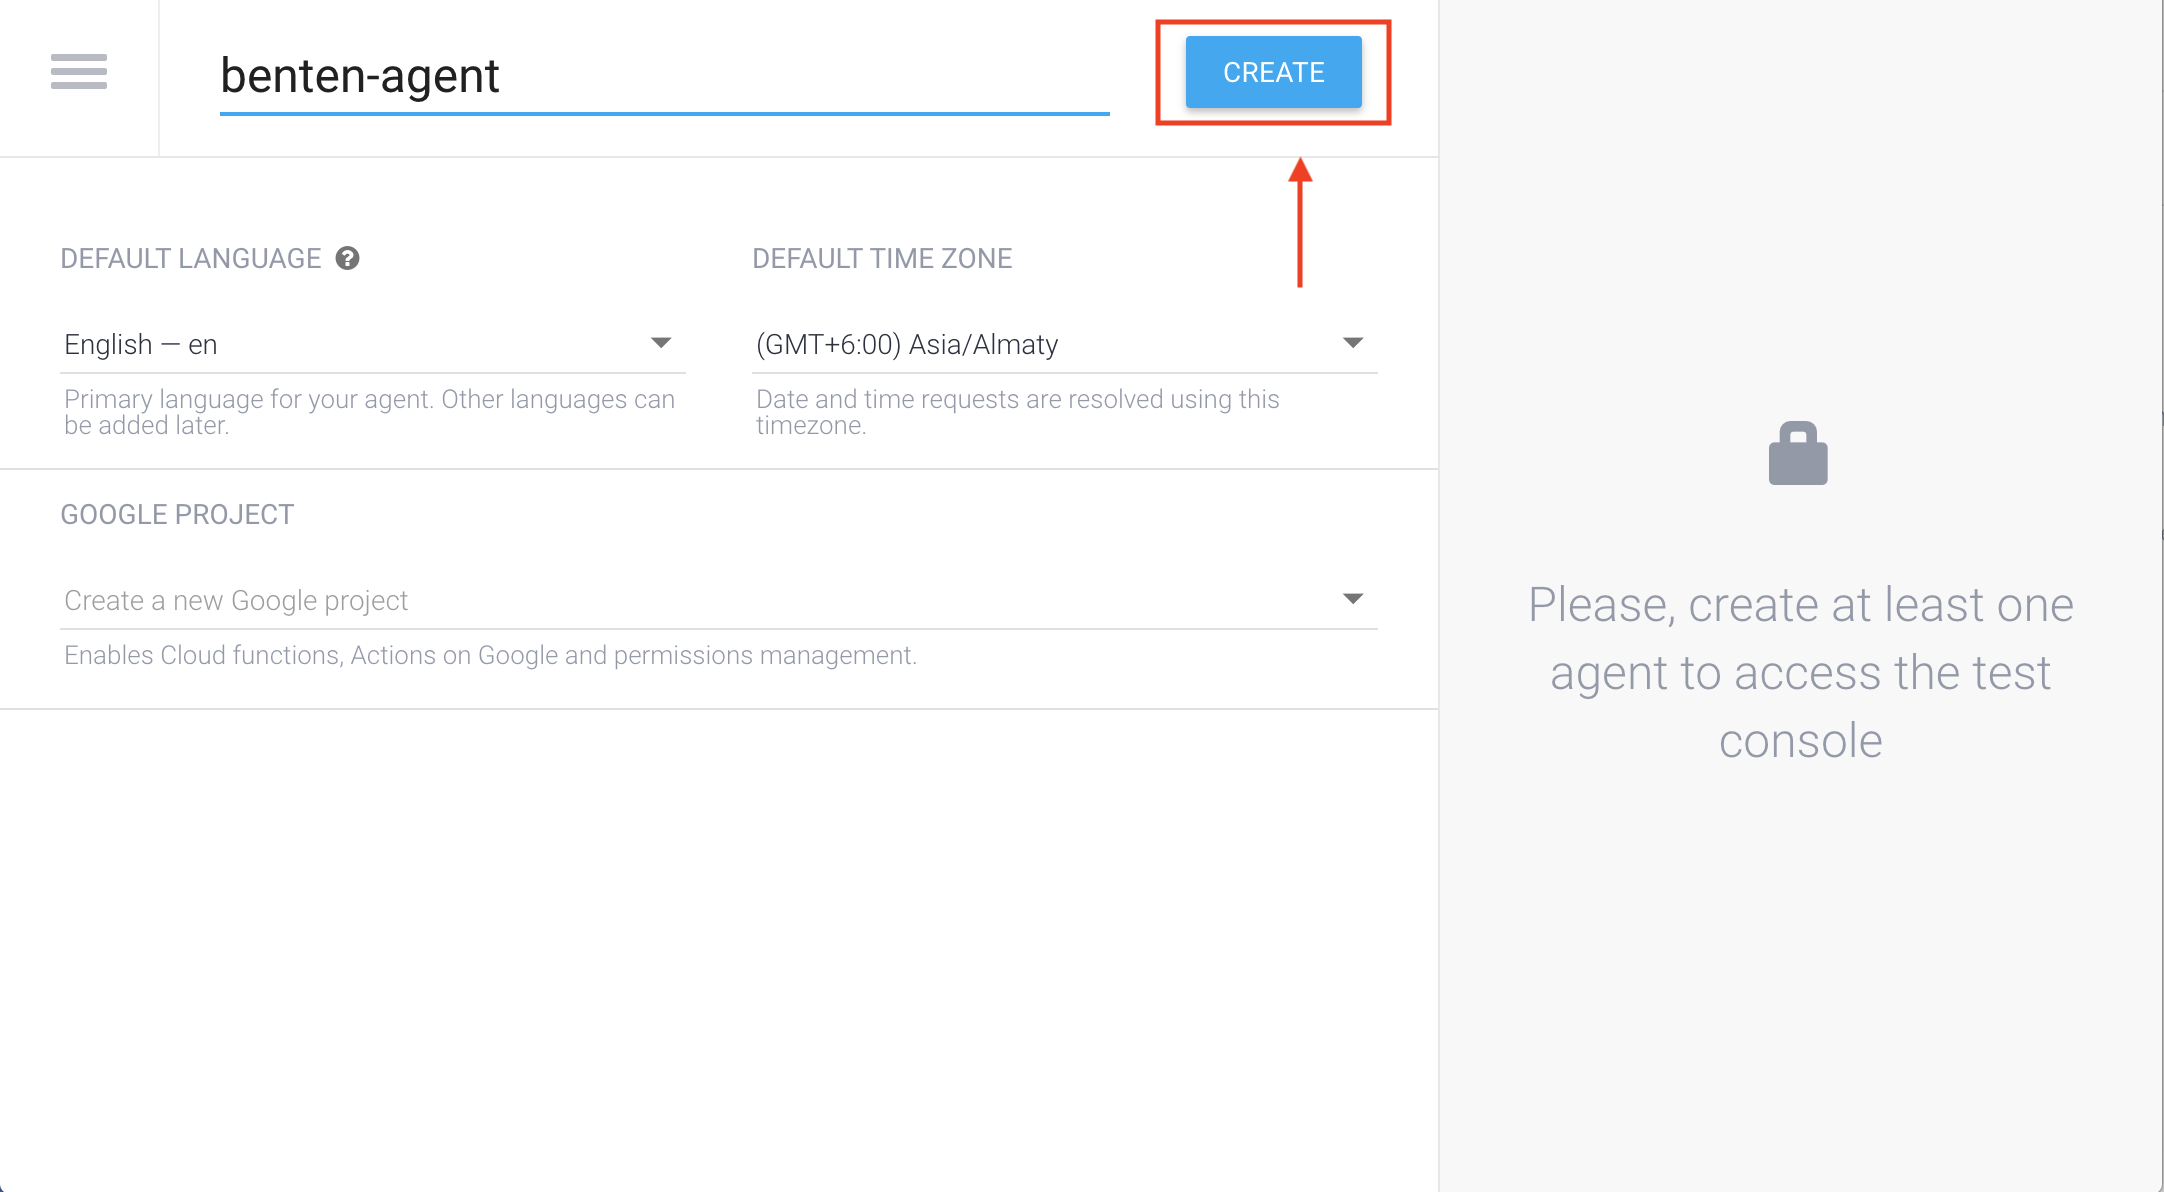 benten-agent
CREATE
DEFAULT LANGUAGE ?
DEFAULT TIME ZONE
English — en
(GMT+6:00) Asia/Almaty
Primary language for your agent. Other languages can
be added later.
Date and time requests are resolved using this
timezone.
GOOGLE PROJECT
Create a new Google project
Enables Cloud functions, Actions on Google and permissions management.
Please, create at least one
agent to access the test
console